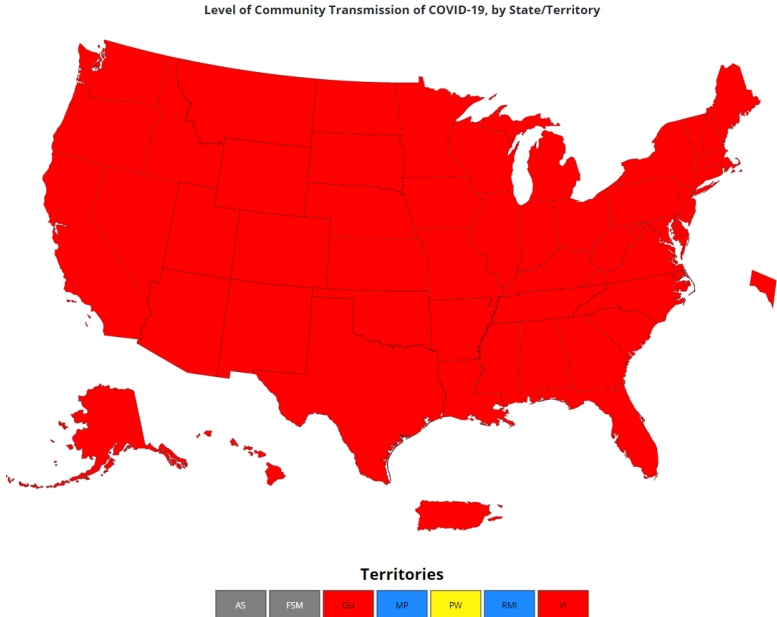 Level of Community Transmission of COVID-19, by State/Territory
Territories
AS FSM GU MP PW RMI VI